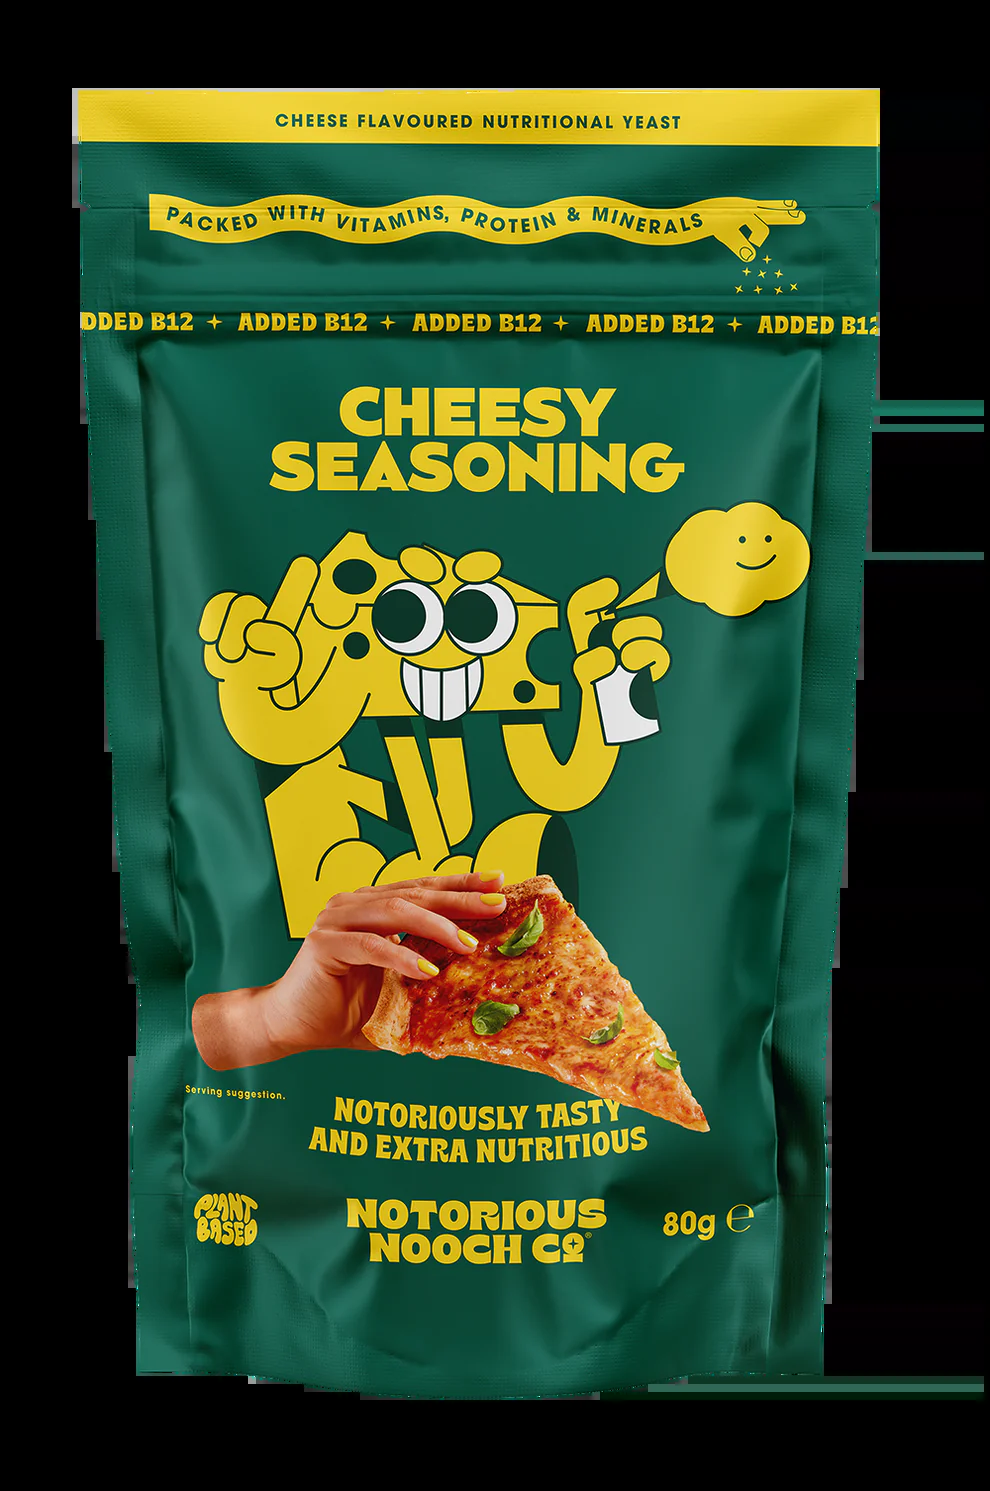 CHEESE FLAVOURED NUTRITIONAL YEAST
PACKED WITH VITAMINS, PROTEIN & MINERALS
DDED B12 ADDED B12 ADDED B12 ADDED B12 ADDED B12
CHEESY
SEASONING
Serving suggestion.
NOTORIOUSLY TASTY
AND EXTRA NUTRITIOUS
PLANT
BASED
NOTORIOUS
NOOCH CO®
80g ℮